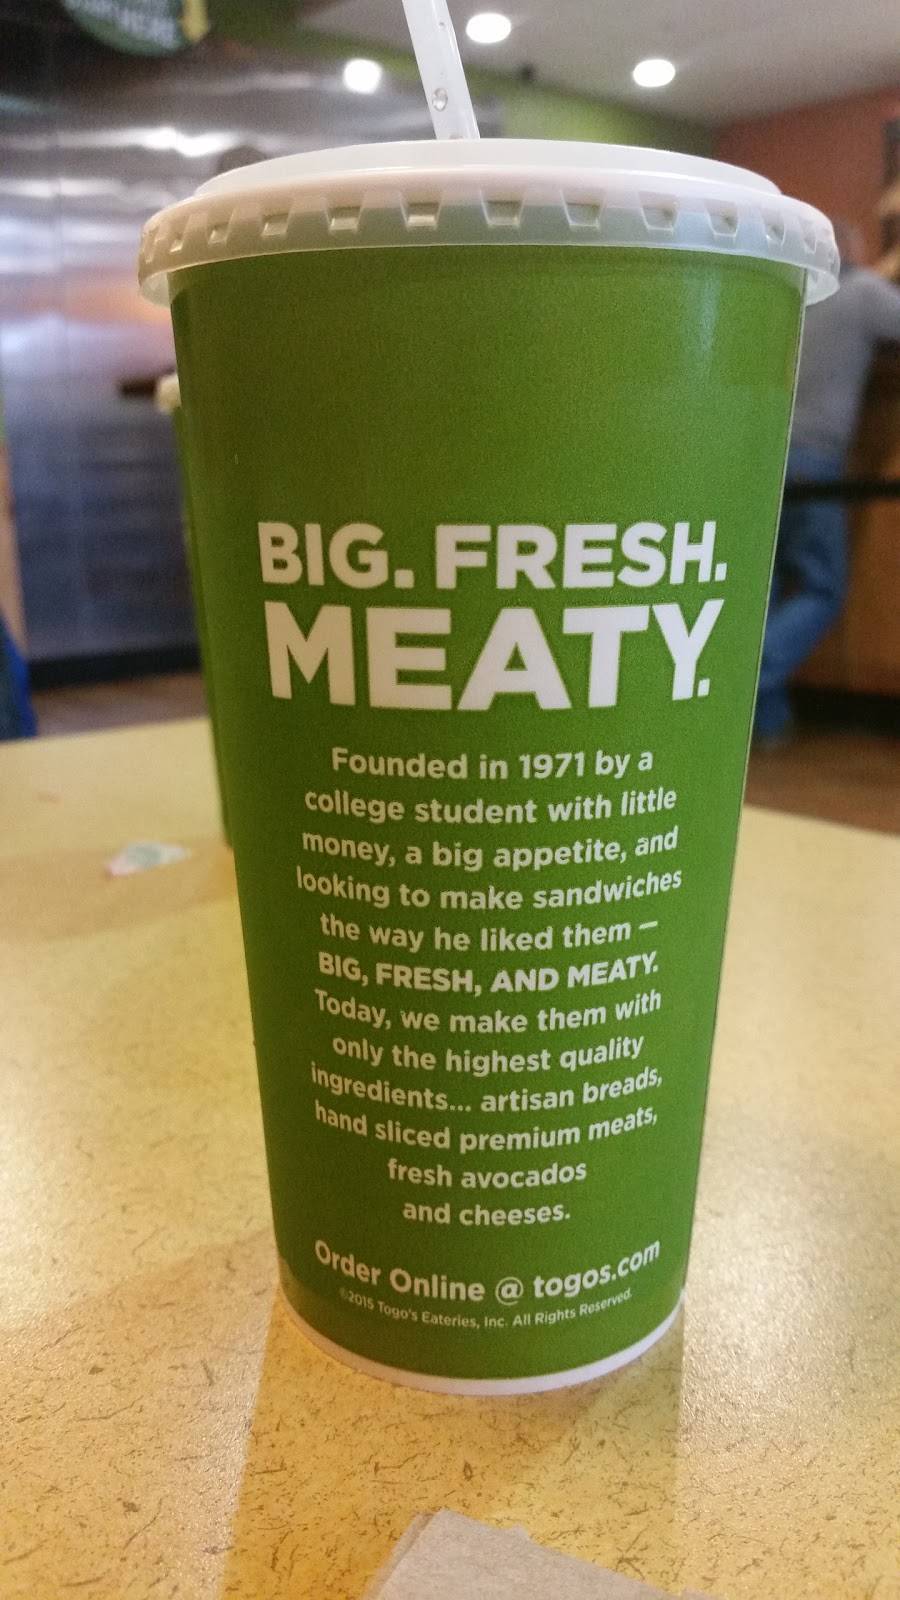 BIG. FRESH.
MEATY.
Founded in 1971 by a
college student with little
money, a big appetite, and
looking to make sandwiches
the way he liked them –
BIG, FRESH, AND MEATY.
Today, we make them with
only the highest quality
ingredients... artisan breads,
hand sliced premium meats,
fresh avocados
and cheeses.
Order Online @ togos.com
©2015 Togo's Eateries, Inc. All Rights Reserved.